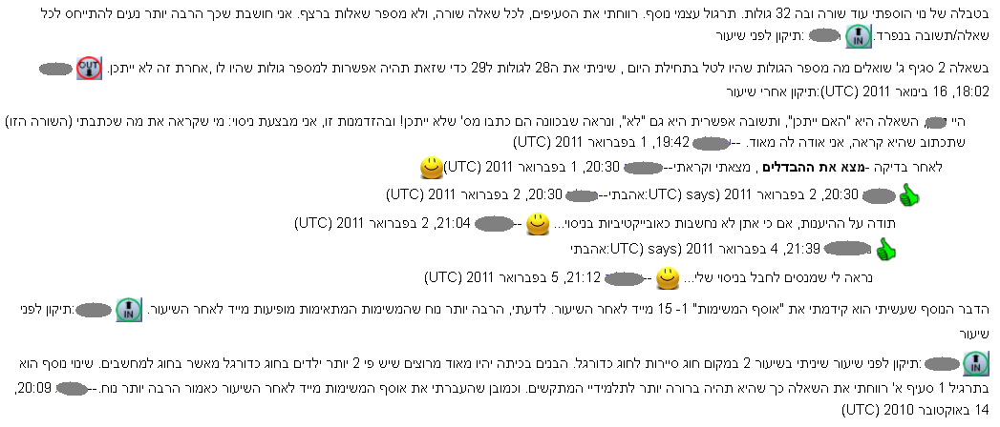 בטבלה של נוי הוספתי עוד שורה ובה 32 גולות. תרגול עצמי נוסף. רווחתי את הסעיפים, לכל שאלה שורה, ולא מספר שאלות ברצף. אני חושבת שכך הרבה יותר נעים להתייחס לכל
שאלה/תשובה בנפרד. IN :תיקון לפני שיעור
בשאלה 2 סגיף ג' שואלים מה מספר הגולות שהיו לטל בתחילת היום , שיניתי את ה28 לגולות ל29 כדי שזאת תהיה אפשרות למספר גולות שהיו לו ,אחרת זה לא ייתכן. OUT
18:02, 16 בינואר 2011 (UTC):תיקון אחרי שיעור
היי , השאלה היא "האם ייתכן", ותשובה אפשרית היא גם "לא", ונראה שבכוונה הם כתבו מס' שלא ייתכן! ובהזדמנות זו, אני מבצעת ניסוי: מי שקראה את מה שכתבתי (השורה הזו)
שתכתוב שהיא קראה, אני אודה לה מאוד. -- 19:42, 1 בפברואר 2011 (UTC)
לאחר בדיקה -מצא את ההבדלים , מצאתי וקראתי-- 20:30, 1 בפברואר 2011 (UTC)
20:30, 2 בפברואר 2011 (UTC) says:אהבתי-- 20:30, 2 בפברואר 2011 (UTC)
תודה על ההיענות, אם כי אתן לא נחשבות כאובייקטיביות בניסוי... -- 21:04, 2 בפברואר 2011 (UTC)
21:39, 4 בפברואר 2011 (UTC) says:אהבתי
נראה לי שמנסים לחבל בניסוי שלי... -- 21:12, 5 בפברואר 2011 (UTC)
הדבר הנוסף שעשיתי הוא קידמתי את "אוסף המשימות" 1- 15 מייד לאחר השיעור. לדעתי, הרבה יותר נוח שהמשימות המתאימות מופיעות מייד לאחר השיעור. IN :תיקון לפני
שיעור
IN :תיקון לפני שיעור שיניתי בשיעור 2 במקום חוג סיירות לחוג כדורגל. הבנים בכיתה יהיו מאוד מרוצים שיש פי 2 יותר ילדים בחוג כדורגל מאשר בחוג למחשבים. שינוי נוסף הוא
בתרגיל 1 סעיף א' רווחתי את השאלה כך שהיא תהיה ברורה יותר לתלמידיי המתקשים. וכמובן שהעברתי את אוסף המשימות מייד לאחר השיעור כאמור הרבה יותר נוח.-- 20:09,
14 באוקטובר 2010 (UTC)